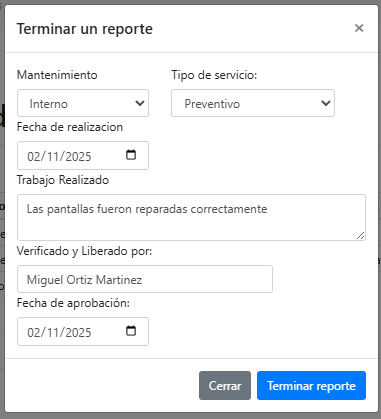 Terminar un reporte ×
Mantenimiento Tipo de servicio:
Interno Preventivo
Fecha de realizacion
02/11/2025
Trabajo Realizado
Las pantallas fueron reparadas correctamente
Verificado y Liberado por:
Miguel Ortiz Martinez
Fecha de aprobación:
02/11/2025
Cerrar Terminar reporte